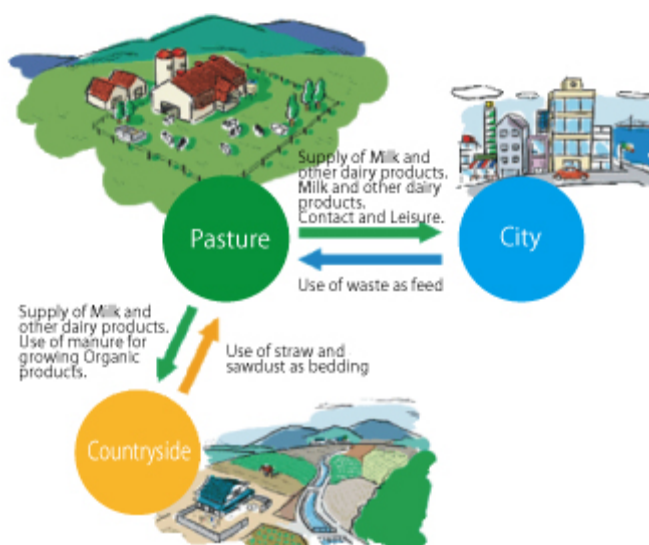 Supply of Milk and
other dairy products.
Milk and other dairy
products.
Contact and Leisure.
Pasture
City
Use of waste as feed
Supply of Milk and
other dairy products.
Use of manure for
growing Organic
products.
Use of straw and
sawdust as bedding
Countryside